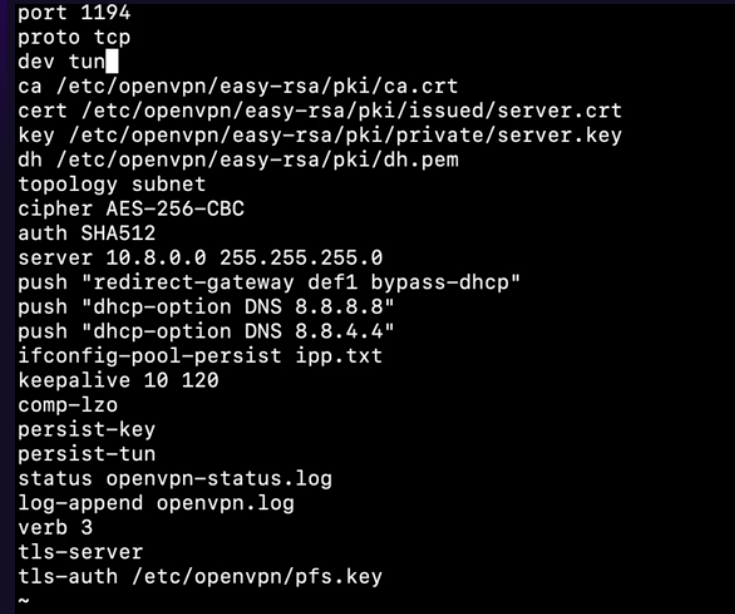 port 1194
proto tcp
dev tun
ca /etc/openvpn/easy-rsa/pki/ca.crt
cert /etc/openvpn/easy-rsa/pki/issued/server.crt
key /etc/openvpn/easy-rsa/pki/private/server.key
dh /etc/openvpn/easy-rsa/pki/dh.pem
topology subnet
cipher AES-256-CBC
auth SHA512
server 10.8.0.0 255.255.255.0
push "redirect-gateway def1 bypass-dhcp"
push "dhcp-option DNS 8.8.8.8"
push "dhcp-option DNS 8.8.4.4"
ifconfig-pool-persist ipp.txt
keepalive 10 120
comp-lzo
persist-key
persist-tun
status openvpn-status.log
log-append openvpn.log
verb 3
tls-server
tls-auth /etc/openvpn/pfs.key
~